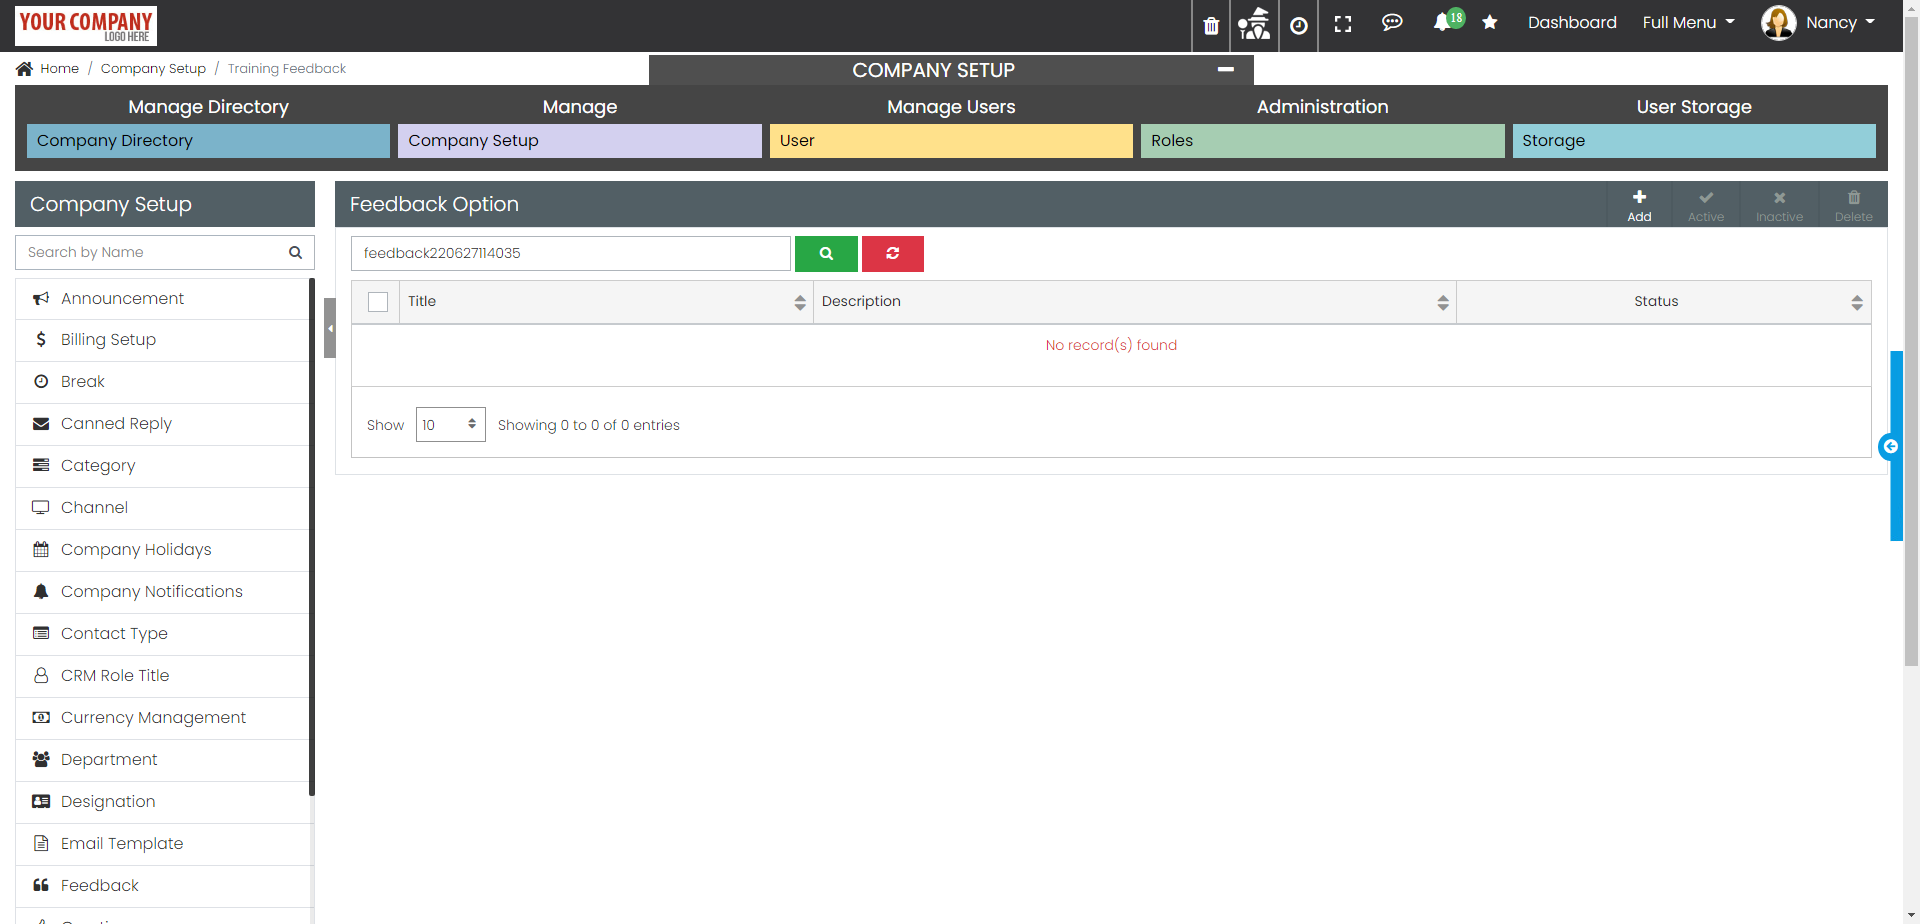 YOUR COMPANY
LOGO HERE
18
Dashboard
Full Menu
Nancy
Home / Company Setup / Training Feedback
COMPANY SETUP
Manage Directory
Manage
Manage Users
Administration
User Storage
Company Directory
Company Setup
User
Roles
Storage
Company Setup
Feedback Option
Add
Active
Inactive
Delete
Search by Name
feedback220627114035
Title
Description
Status
No record(s) found
Show 10 Showing 0 to 0 of 0 entries
Announcement
Billing Setup
Break
Canned Reply
Category
Channel
Company Holidays
Company Notifications
Contact Type
CRM Role Title
Currency Management
Department
Designation
Email Template
Feedback